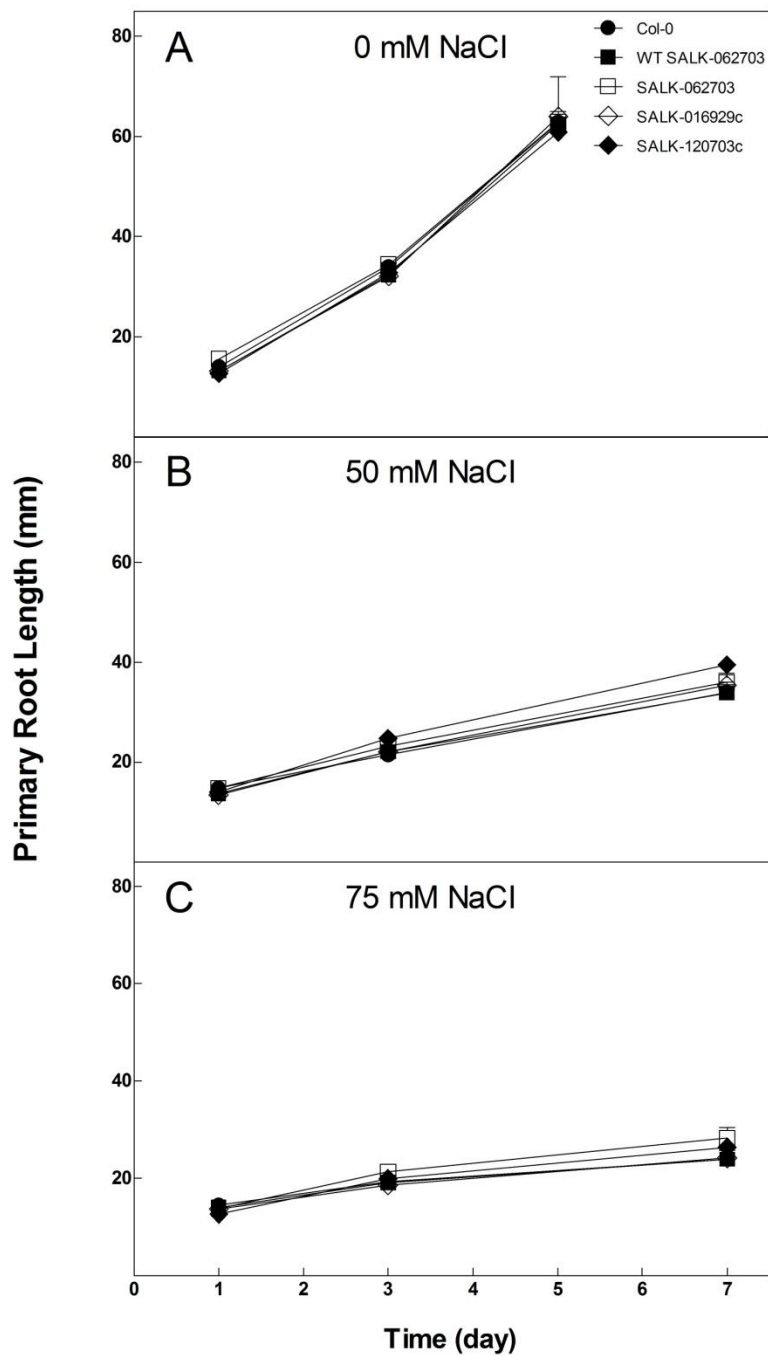 A
0 mM NaCl
Col-0
WT SALK-062703
SALK-062703
SALK-016929c
SALK-120703c
80
60
40
20
B
50 mM NaCl
80
60
40
20
C
75 mM NaCl
80
60
40
20
0 1 2 3 4 5 6 7
Primary Root Length (mm)
Time (day)